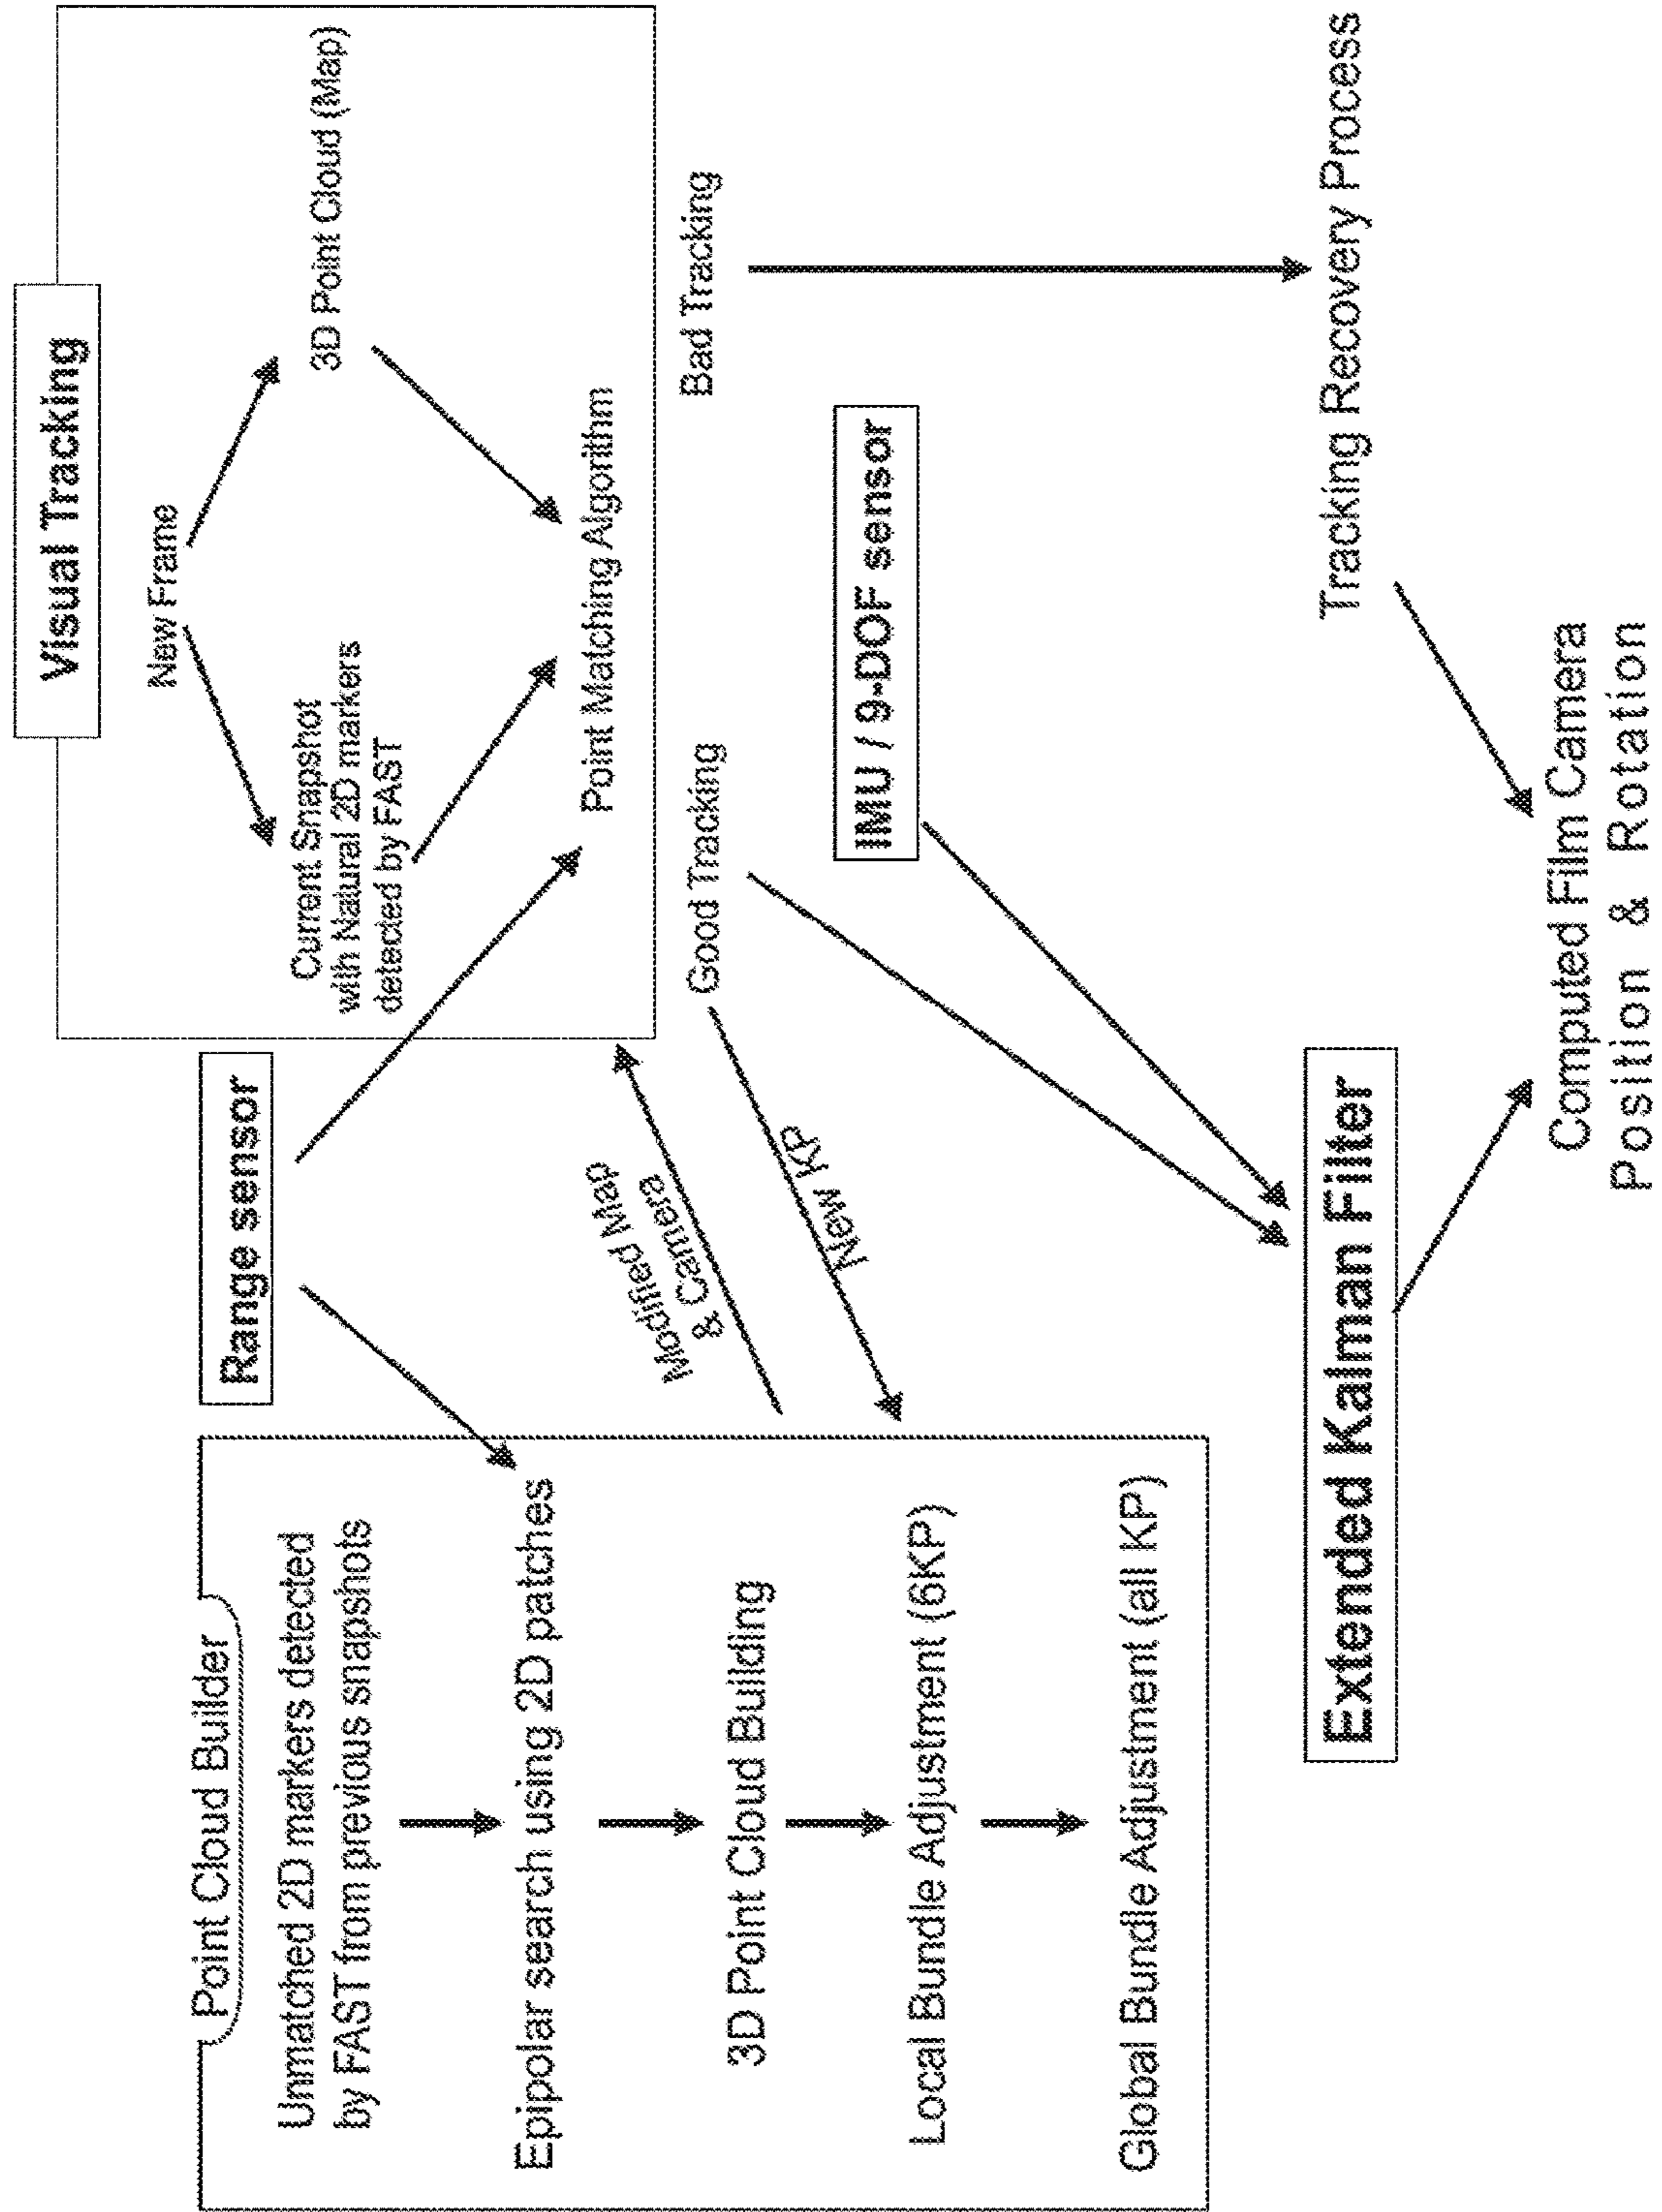 Visual Tracking
New Frame
Current Snapshot
with Natural 2D markers
detected by FAST
3D Point Cloud (Map)
Point Matching Algorithm
Range sensor
Point Cloud Builder
Unmatched 2D markers detected
by FAST from previous snapshots
Epipolar search using 2D patches
3D Point Cloud Building
Local Bundle Adjustment (6KP)
Global Bundle Adjustment (all KP)
Modified Map
& Camera
New KP
Good Tracking
Bad Tracking
IMU / 9-DOF sensor
Extended Kalman Filter
Tracking Recovery Process
Computed Film Camera
Position & Rotation